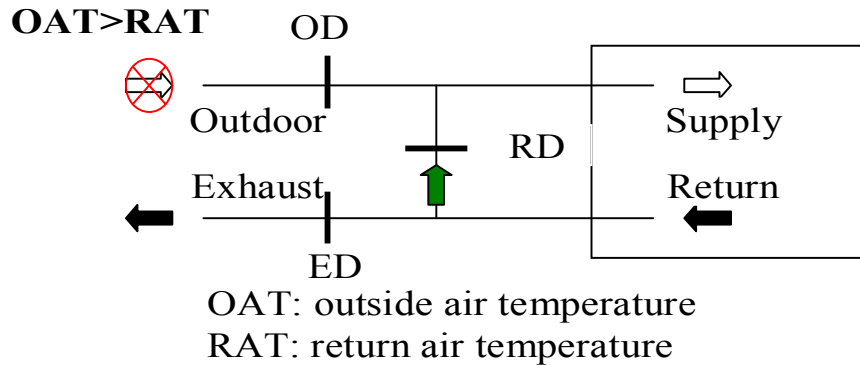 OAT>RAT
OD
Outdoor
Supply
RD
Exhaust
Return
ED
OAT: outside air temperature
RAT: return air temperature